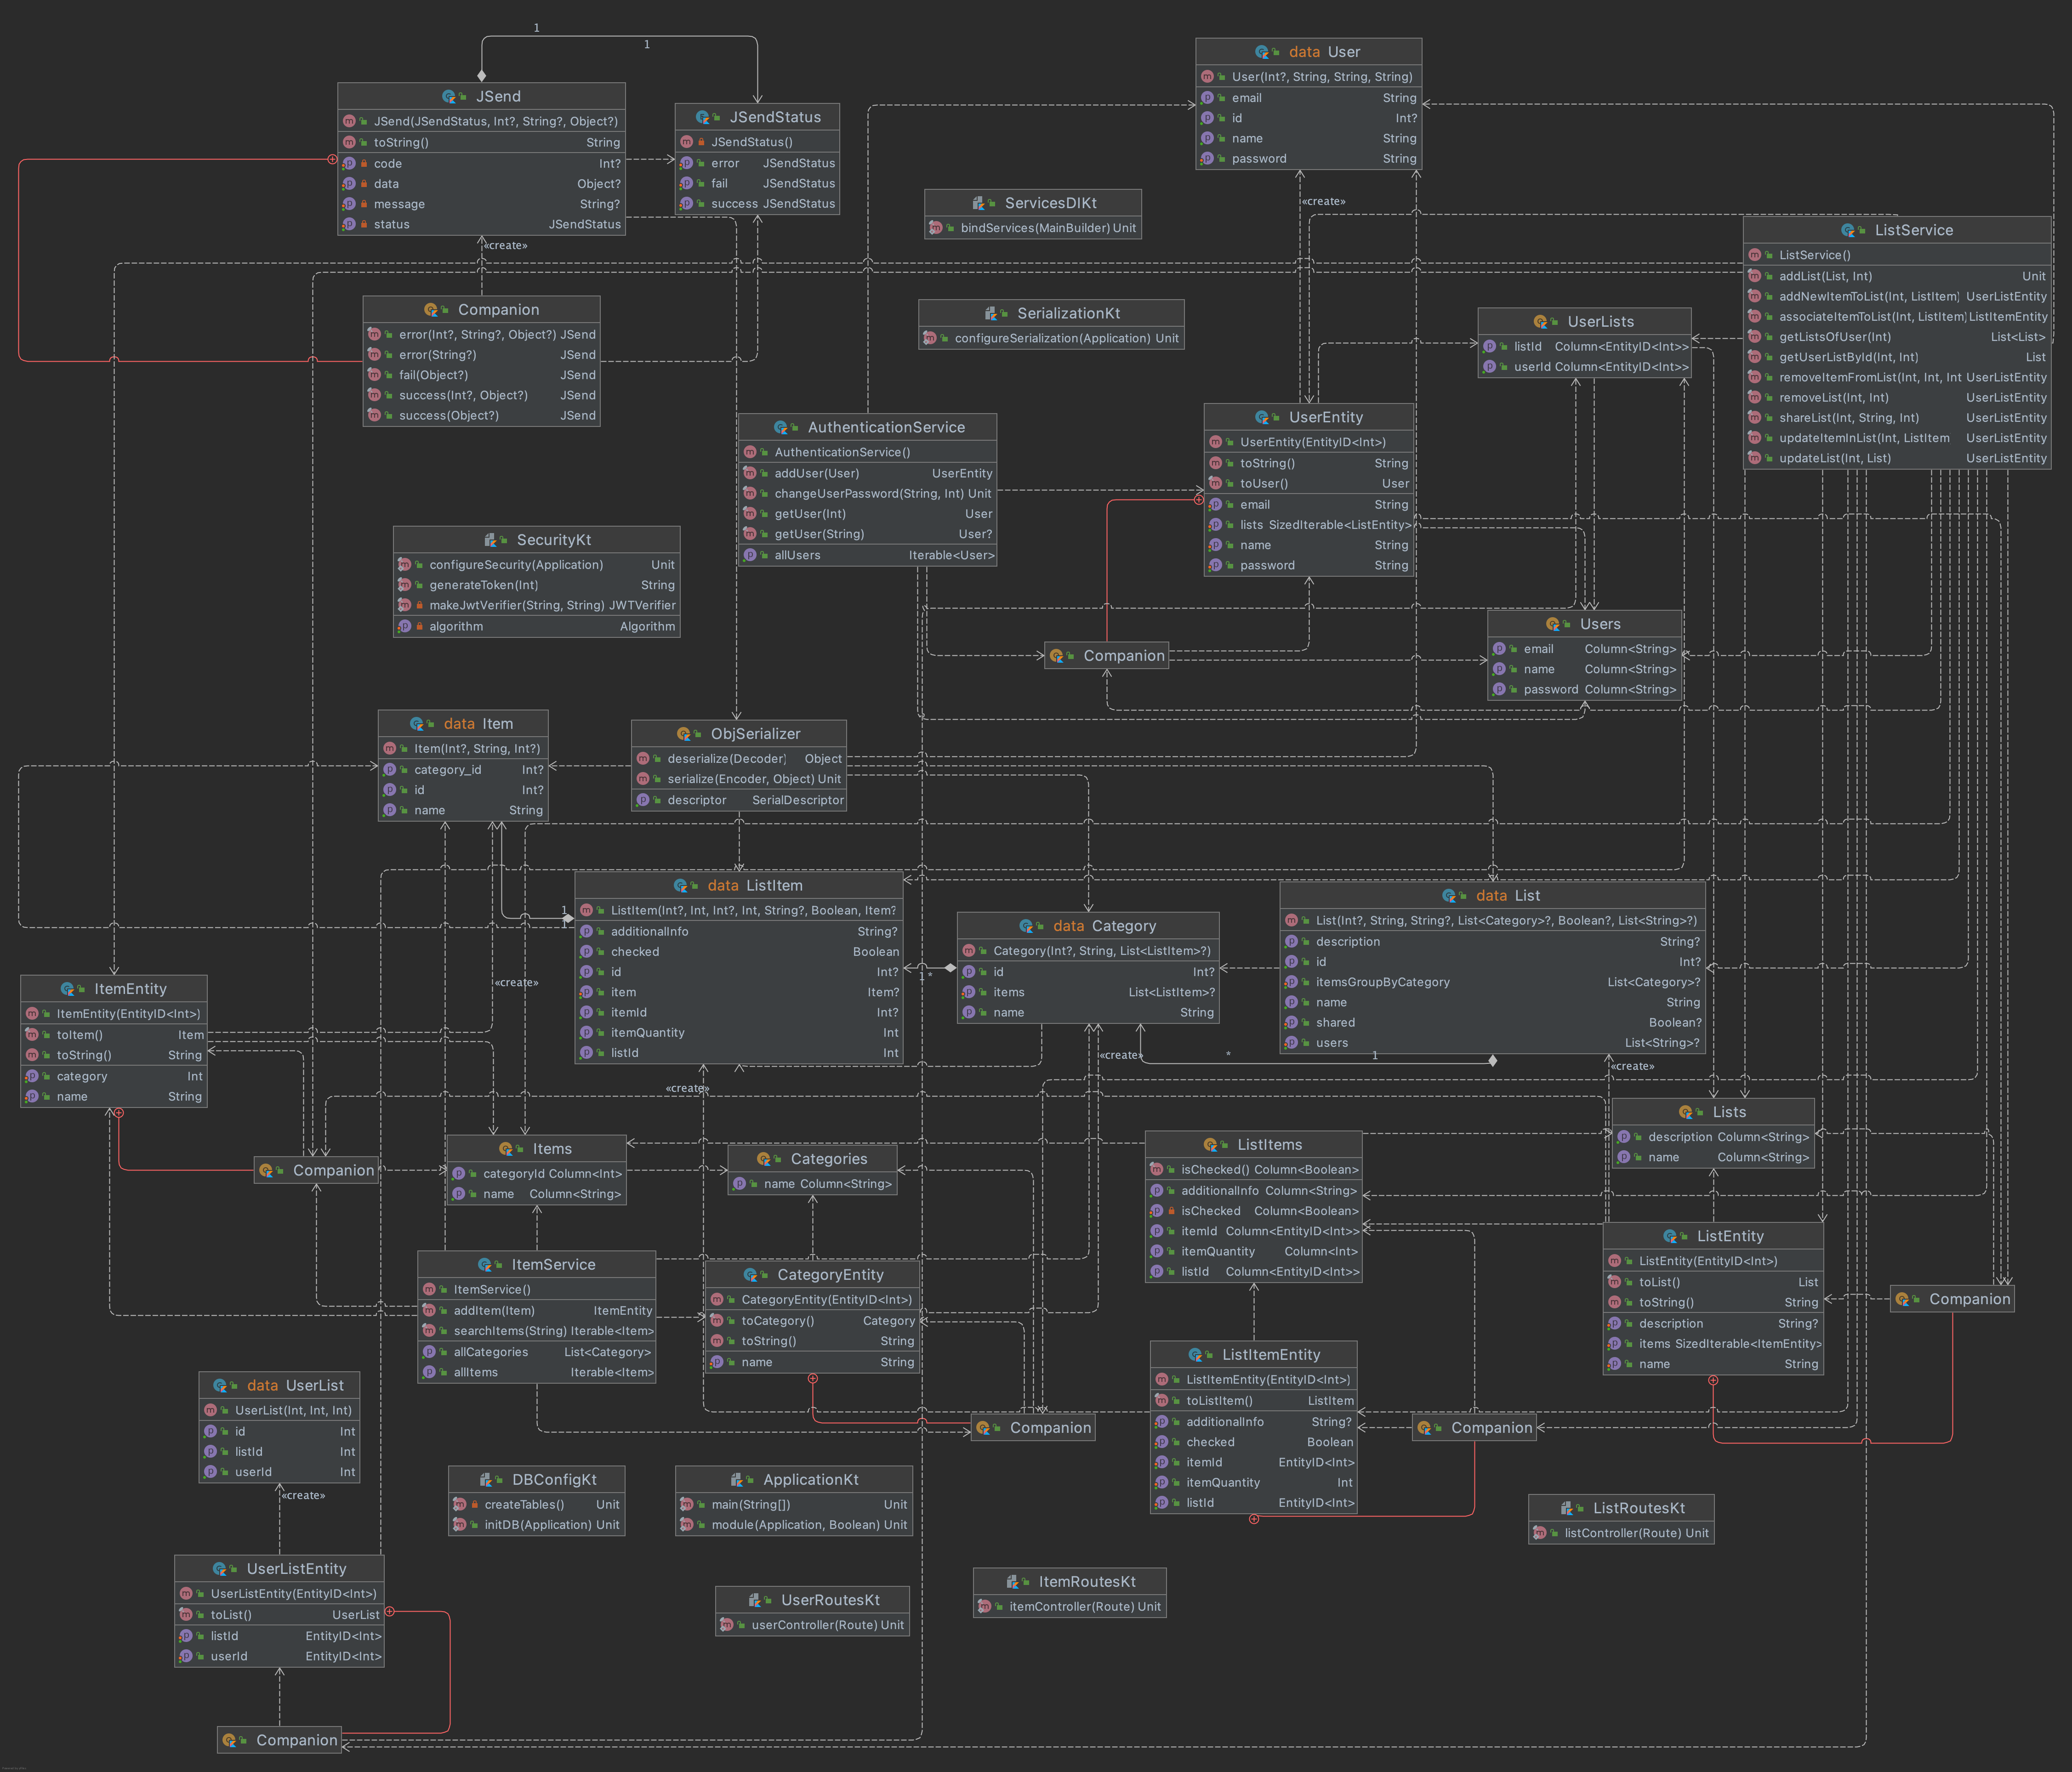 1
1
JSend
JSend(JSendStatus, Int?, String?, Object?)
toString() String
code Int?
data Object?
message String?
status JSendStatus
JSendStatus
JSendStatus()
error JSendStatus
fail JSendStatus
success JSendStatus
data User
User(Int?, String, String, String)
email String
id Int?
name String
password String
«create»
«create»
ServicesDIKt
bindServices(MainBuilder) Unit
ListService
ListService()
addList(List, Int) Unit
addNewItemToList(Int, ListItem) UserListEntity
associateItemToList(Int, ListItem) ListItemEntity
getListsOfUser(Int) List<List>
getUserListById(Int, Int) List
removeItemFromList(Int, Int, Int UserListEntity
removeList(Int, Int) UserListEntity
shareList(Int, String, Int) UserListEntity
updateItemInList(Int, ListItem UserListEntity
updateList(Int, List) UserListEntity
Companion
error(Int?, String?, Object?) JSend
error(String?) JSend
fail(Object?) JSend
success(Int?, Object?) JSend
success(Object?) JSend
SerializationKt
configureSerialization(Application) Unit
UserLists
listId Column<EntityID<Int>>
userId Column<EntityID<Int>>
AuthenticationService
AuthenticationService()
addUser(User) UserEntity
changeUserPassword(String, Int) Unit
getUser(Int) User
getUser(String) User?
allUsers Iterable<User>
UserEntity
UserEntity(EntityID<Int>)
toString() String
toUser() User
email String
lists SizedIterable<ListEntity>
name String
password String
SecurityKt
configureSecurity(Application) Unit
generateToken(Int) String
makeJwtVerifier(String, String) JWTVerifier
algorithm Algorithm
Companion
Users
email Column<String>
name Column<String>
password Column<String>
data Item
Item(Int?, String, Int?)
category_id Int?
id Int?
name String
ObjSerializer
deserialize(Decoder) Object
serialize(Encoder, Object) Unit
descriptor SerialDescriptor
data ListItem
ListItem(Int?, Int, Int?, Int, String?, Boolean, Item?
additionalInfo String?
checked Boolean
id Int?
item Item?
itemId Int?
itemQuantity Int
listId Int
1
1
1
*
data Category
Category(Int?, String, List<ListItem>?)
id Int?
items List<ListItem>?
name String
data List
List(Int?, String, String?, List<Category>?, Boolean?, List<String>?)
description String?
id Int?
itemsGroupByCategory List<Category>?
name String
shared Boolean?
users List<String>?
«create»
«create»
*
1
«create»
«create»
ItemEntity
ItemEntity(EntityID<Int>)
toItem() Item
toString() String
category Int
name String
Companion
Items
categoryId Column<Int>
name Column<String>
Categories
name Column<String>
ListItems
isChecked() Column<Boolean>
additionalInfo Column<String>
isChecked Column<Boolean>
itemId Column<EntityID<Int>>
itemQuantity Column<Int>
listId Column<EntityID<Int>>
Lists
description Column<String>
name Column<String>
ItemService
ItemService()
addItem(Item) ItemEntity
searchItems(String) Iterable<Item>
allCategories List<Category>
allItems Iterable<Item>
CategoryEntity
CategoryEntity(EntityID<Int>)
toCategory() Category
toString() String
name String
ListEntity
ListEntity(EntityID<Int>)
toList() List
toString() String
description String?
items SizedIterable<ItemEntity>
name String
Companion
ListItemEntity
ListItemEntity(EntityID<Int>)
toListItem() ListItem
additionalInfo String?
checked Boolean
itemId EntityID<Int>
itemQuantity Int
listId EntityID<Int>
Companion
Companion
data UserList
UserList(Int, Int, Int)
id Int
listId Int
userId Int
«create»
DBConfigKt
createTables() Unit
initDB(Application) Unit
ApplicationKt
main(String[]) Unit
module(Application, Boolean) Unit
ListRoutesKt
listController(Route) Unit
UserListEntity
UserListEntity(EntityID<Int>)
toList() UserList
listId EntityID<Int>
userId EntityID<Int>
UserRoutesKt
userController(Route) Unit
ItemRoutesKt
itemController(Route) Unit
Companion